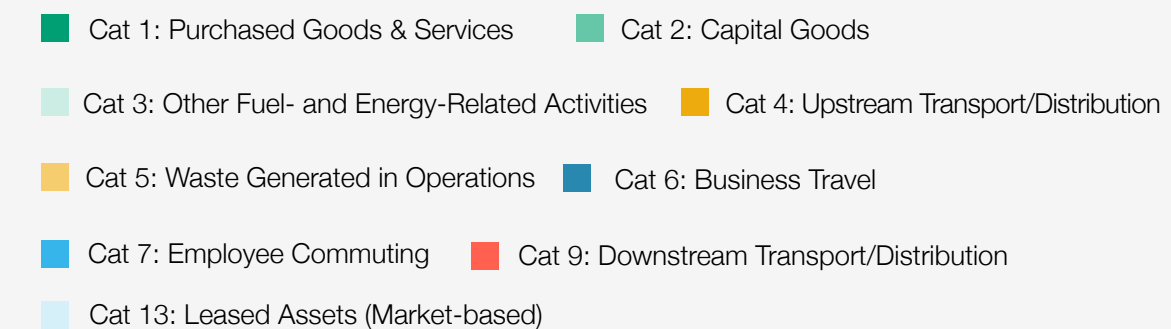 Cat 1: Purchased Goods & Services
Cat 2: Capital Goods
Cat 3: Other Fuel- and Energy-Related Activities
Cat 4: Upstream Transport/Distribution
Cat 5: Waste Generated in Operations
Cat 6: Business Travel
Cat 7: Employee Commuting
Cat 9: Downstream Transport/Distribution
Cat 13: Leased Assets (Market-based)